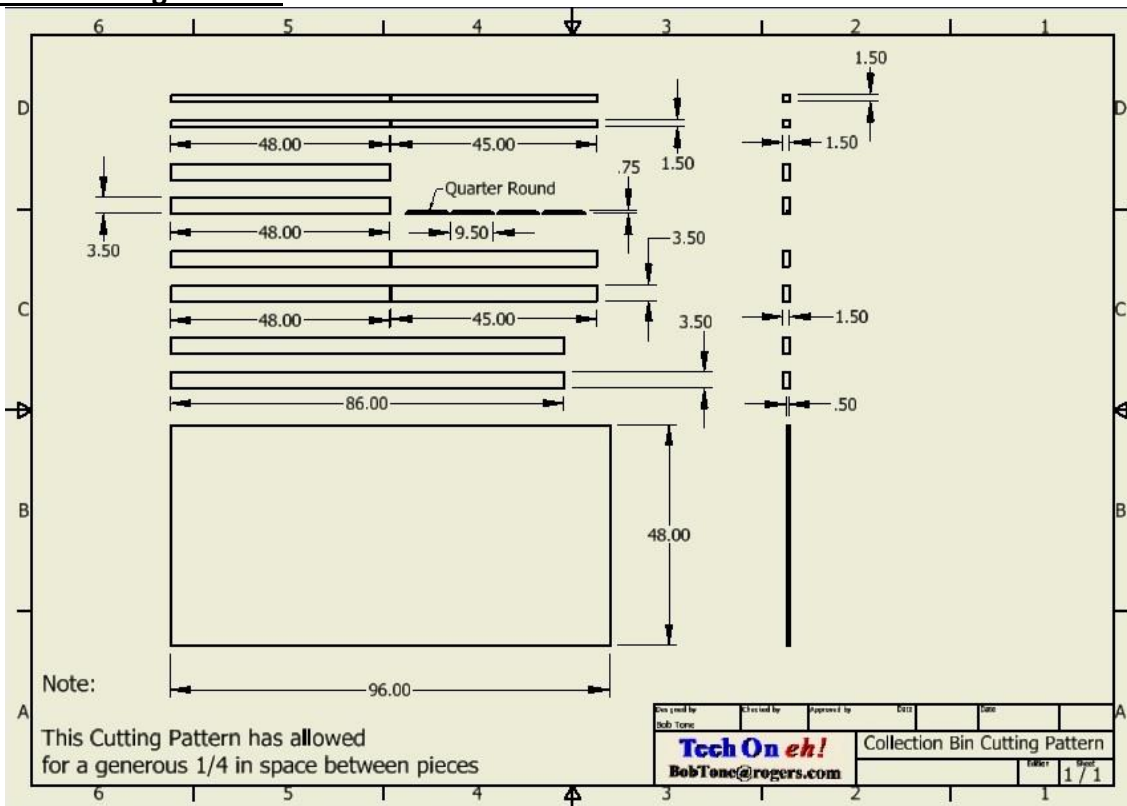 6 5 4 3 2 1
1.50
D D
48.00 45.00 1.50 1.50
.75
Quarter Round
3.50 48.00 9.50 3.50
C C
48.00 45.00 3.50 1.50
86.00 .50
B B
48.00
Note:
96.00
A A
This Cutting Pattern has allowed
for a generous 1/4 in space between pieces
Designed by Checked by Approved by Date Date
Bob Tone
Tech On eh!
BobTone@rogers.com
Collection Bin Cutting Pattern
Edition Sheet
1 / 1
6 5 4 3 2 1